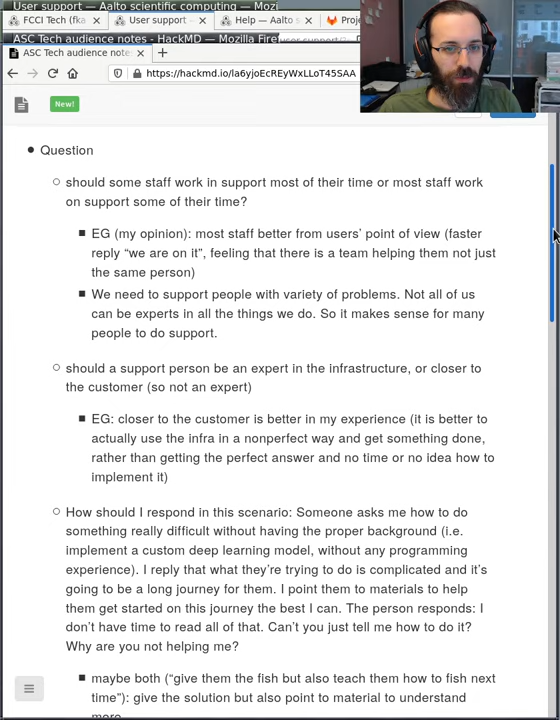 User support — Aalto scientific computing — Mozi
FCCI Tech (fka
User support
Help — Aalto s
Proje
ASC Tech audience notes - HackMD — Mozilla Firef
ASC Tech audience note
https://hackmd.io/la6yjoEcREyWxLLoT45SAA
New!
Question
should some staff work in support most of their time or most staff work
on support some of their time?
EG (my opinion): most staff better from users' point of view (faster
reply "we are on it", feeling that there is a team helping them not just
the same person)
We need to support people with variety of problems. Not all of us
can be experts in all the things we do. So it makes sense for many
people to do support.
should a support person be an expert in the infrastructure, or closer to
the customer (so not an expert)
EG: closer to the customer is better in my experience (it is better to
actually use the infra in a nonperfect way and get something done,
rather than getting the perfect answer and no time or no idea how to
implement it)
How should I respond in this scenario: Someone asks me how to do
something really difficult without having the proper background (i.e.
implement a custom deep learning model, without any programming
experience). I reply that what they're trying to do is complicated and it's
going to be a long journey for them. I point them to materials to help
them get started on this journey the best I can. The person responds: I
don't have time to read all of that. Can't you just tell me how to do it?
Why are you not helping me?
maybe both ("give them the fish but also teach them how to fish next
time"): give the solution but also point to material to understand
more